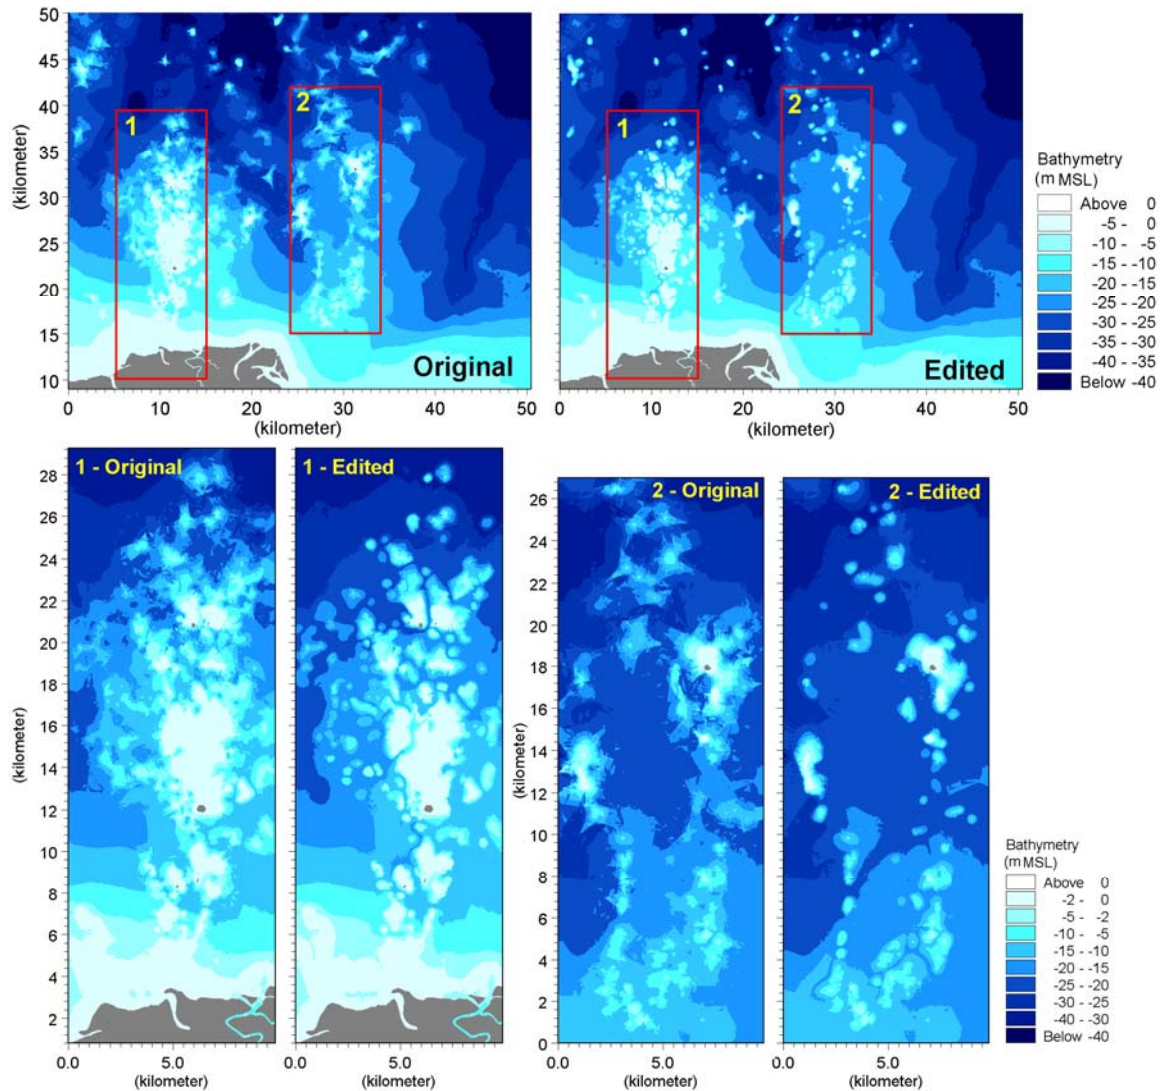 50
45
40
35
30
25
20
15
10
(kilometer)
1
2
Original
0 10 20 30 40 50
(kilometer)
1
2
Edited
0 10 20 30 40 50
(kilometer)
Bathymetry
(m MSL)
Above 0
-5 - 0
-10 - -5
-15 - -10
-20 - -15
-25 - -20
-30 - -25
-35 - -30
-40 - -35
Below -40
1 - Original
28
26
24
22
20
18
16
14
12
10
8
6
4
2
(kilometer)
0.0 5.0
(kilometer)
1 - Edited
0.0 5.0
(kilometer)
2 - Original
26
24
22
20
18
16
14
12
10
8
6
4
2
0
(kilometer)
0.0 5.0
(kilometer)
2 - Edited
0.0 5.0
(kilometer)
Bathymetry
(m MSL)
Above 0
-2 - 0
-5 - -2
-10 - -5
-15 - -10
-20 - -15
-25 - -20
-30 - -25
-40 - -30
Below -40